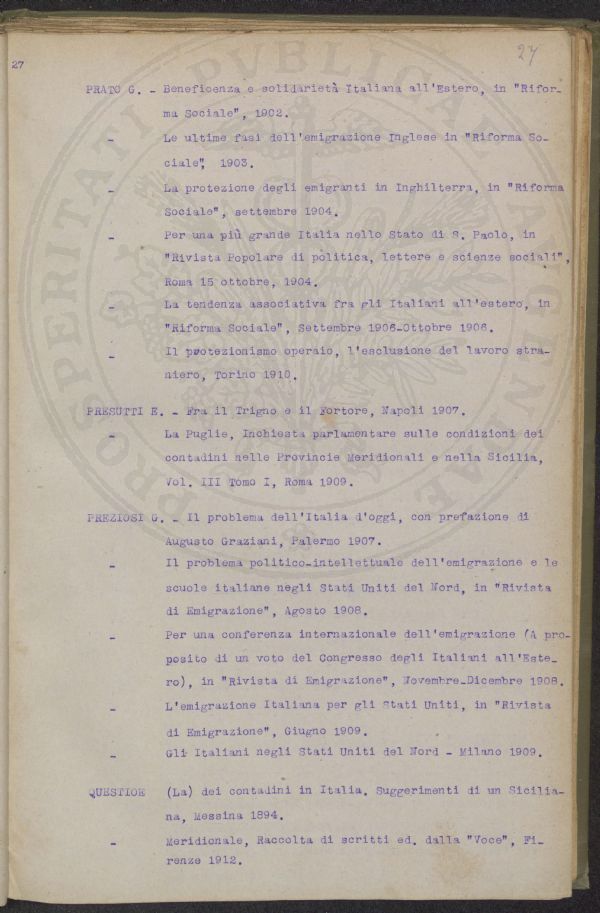 27
27
PRATO G. - Beneficenza e solidarietà Italiana all'Estero, in "Rifor-
ma Sociale", 1902.
- Le ultime fasi dell'emigrazione Inglese in "Riforma So-
ciale", 1903.
- La protezione degli emigranti in Inghilterra, in "Riforma
Sociale", settembre 1904.
- Per una più grande Italia nello Stato di S. Paolo, in
"Rivista Popolare di politica, lettere e scienze sociali",
Roma 15 ottobre, 1904.
- La tendenza associativa fra gli Italiani all'estero, in
"Riforma Sociale", Settembre 1906-Ottobre 1906.
- Il protezionismo operaio, l'esclusione del lavoro stra-
niero, Torino 1910.
PRESUTTI E. - Fra il Trigno e il Fortore, Napoli 1907.
- La Puglie, Inchiesta parlamentare sulle condizioni dei
contadini nelle Provincie Meridionali e nella Sicilia,
Vol. III Tomo I, Roma 1909.
PREZIOSI G. - Il problema dell'Italia d'oggi, con prefazione di
Augusto Graziani, Palermo 1907.
- Il problema politico-intellettuale dell'emigrazione e le
scuole italiane negli Stati Uniti del Nord, in "Rivista
di Emigrazione", Agosto 1908.
- Per una conferenza internazionale dell'emigrazione (A pro-
posito di un voto del Congresso degli Italiani all'Este-
ro), in "Rivista di Emigrazione", Novembre-Dicembre 1908.
- L'emigrazione Italiana per gli Stati Uniti, in "Rivista
di Emigrazione", Giugno 1909.
- Gli Italiani negli Stati Uniti del Nord - Milano 1909.
QUESTIOE (La) dei contadini in Italia. Suggerimenti di un Sicilia-
na, Messina 1894.
- Meridionale, Raccolta di scritti ed. dalla "Voce", Fi-
renze 1912.